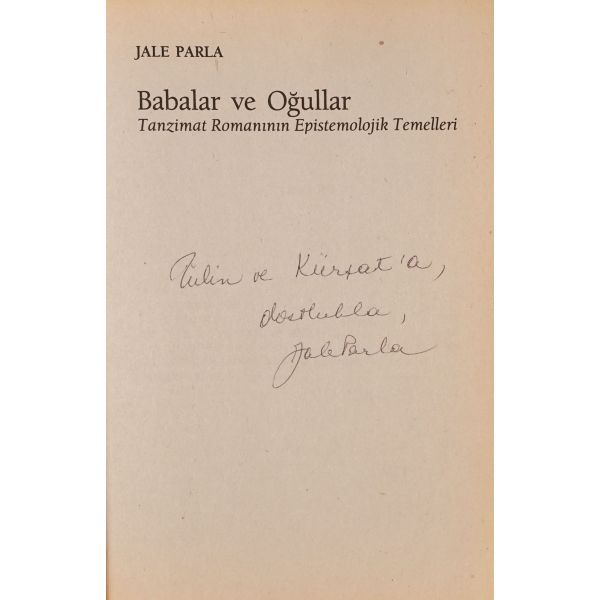 JALE PARLA
Babalar ve Oğullar
Tanzimat Romanının Epistemolojik Temelleri
Tülin ve Kürşat'a,
dostlukla,
Jale Parla